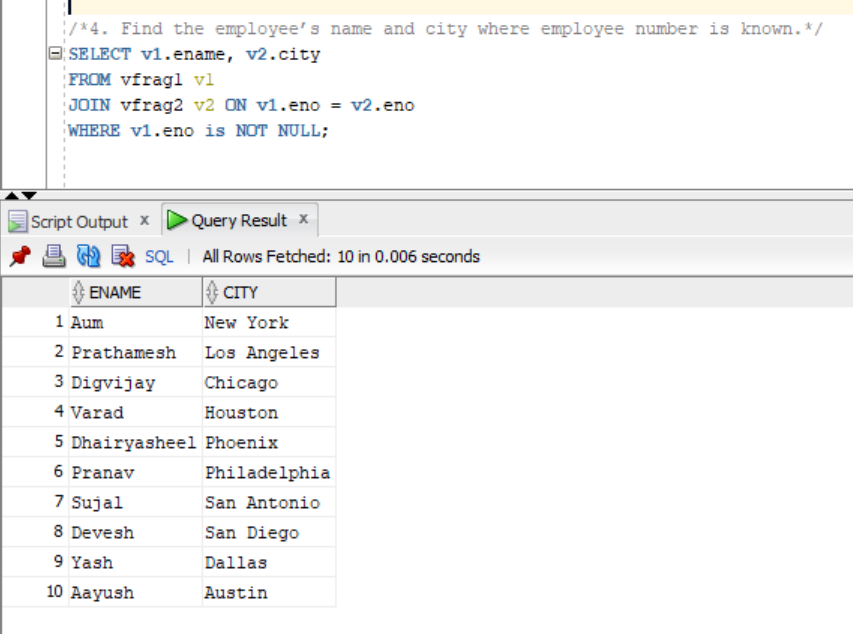 /*4. Find the employee's name and city where employee number is known.*/
SELECT v1.ename, v2.city
FROM vfrag1 v1
JOIN vfrag2 v2 ON v1.eno = v2.eno
WHERE v1.eno is NOT NULL;
Script Output x Query Result x
SQL | All Rows Fetched: 10 in 0.006 seconds
ENAME CITY
1 Aum New York
2 Prathamesh Los Angeles
3 Digvijay Chicago
4 Varad Houston
5 Dhairyasheel Phoenix
6 Pranav Philadelphia
7 Sujal San Antonio
8 Devesh San Diego
9 Yash Dallas
10 Aayush Austin